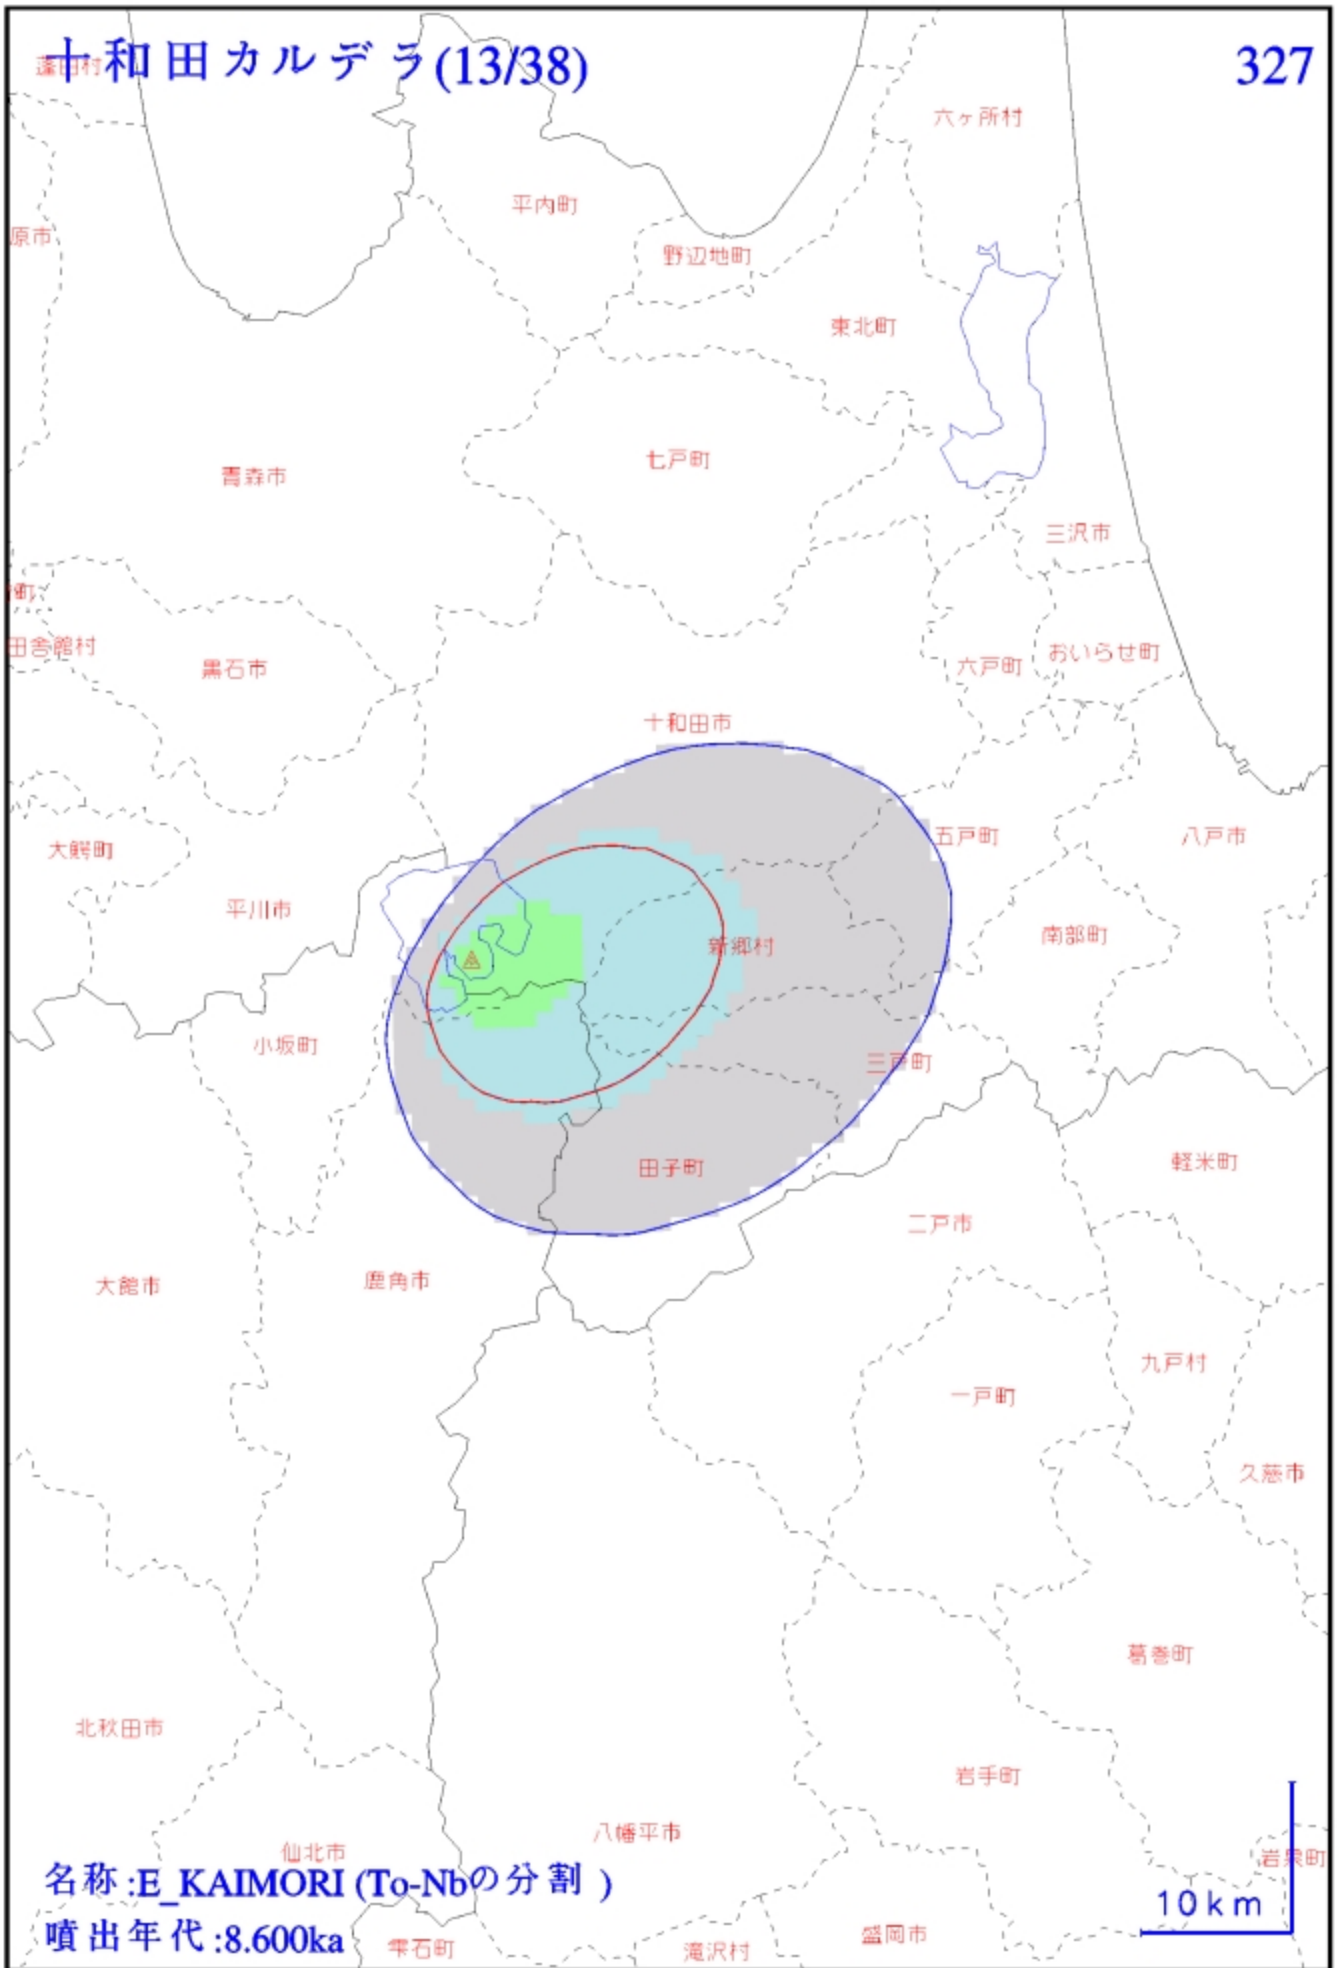 十和田カルデラ(13/38)
327
蓬田村
六ヶ所村
平内町
原市
野辺地町
東北町
七戸町
青森市
三沢市
町
田舎館村
おいらせ町
六戸町
黒石市
十和田市
五戸町
八戸市
大鰐町
平川市
南部町
新郷村
小坂町
三戸町
軽米町
田子町
二戸市
鹿角市
大館市
九戸村
一戸町
久慈市
葛巻町
北秋田市
岩手町
八幡平市
仙北市
岩泉町
名称:E_KAIMORI (To-Nbの分割 )
10km
噴出年代:8.600ka
盛岡市
雫石町
滝沢村